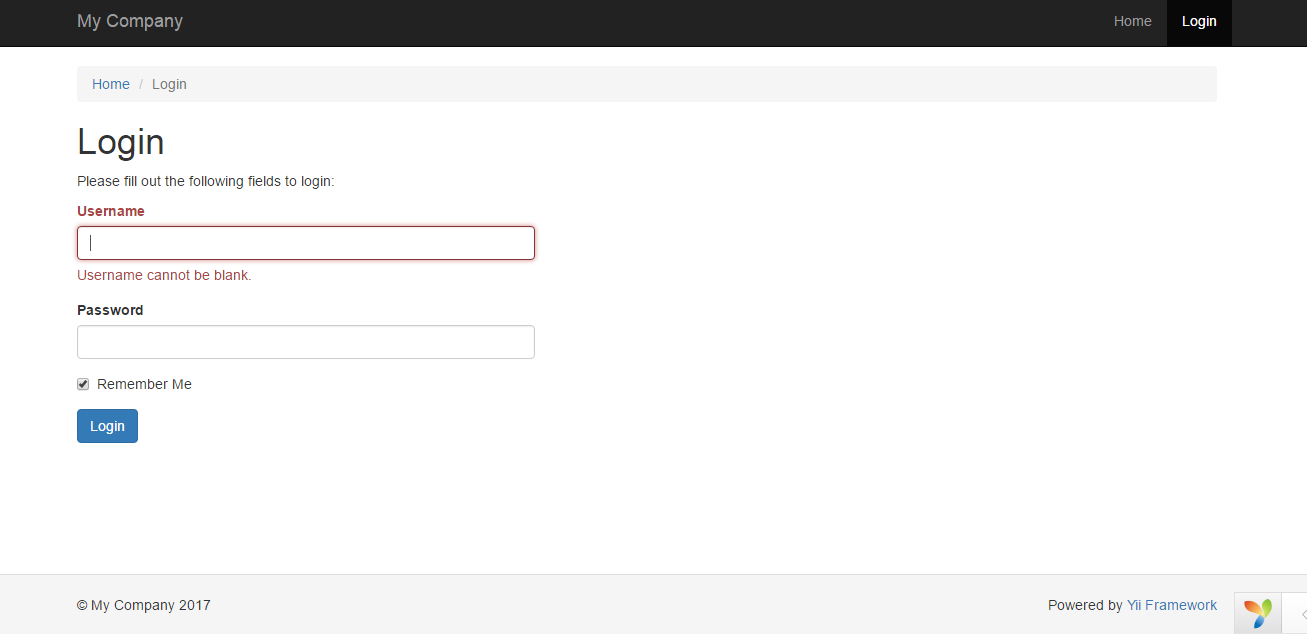 My Company Home Login
Home / Login
Login
Please fill out the following fields to login:
Username
Username cannot be blank.
Password
Remember Me
Login
© My Company 2017 Powered by Yii Framework